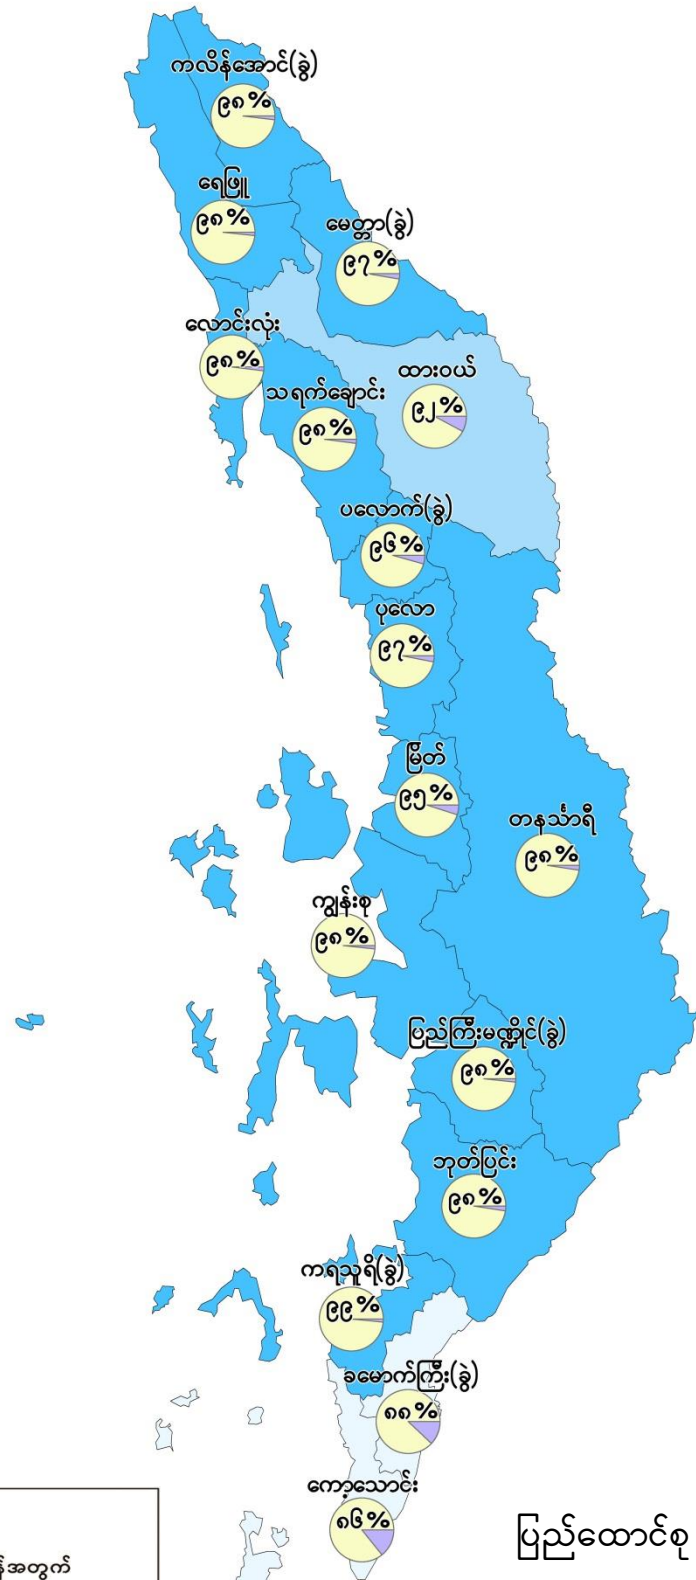 ကလိန်အောင်(ခွဲ)
၉၈%
ရေဖြူ
၉၈%
မေတ္တာ(ခွဲ)
၉၇%
လောင်းလုံး
၉၈%
ထားဝယ်
၉၂%
သရက်ချောင်း
၉၈%
ပလောက်(ခွဲ)
၉၆%
ပုလော
၉၇%
မြိတ်
၉၅%
တနင်္သာရီ
၉၈%
ကျွန်းစု
၉၈%
ပြည်ကြီးမဏ္ဍိုင်(ခွဲ)
၉၈%
ဘုတ်ပြင်း
၉၈%
ကရသူရိ(ခွဲ)
၉၉%
ခမောက်ကြီး(ခွဲ)
၈၈%
ကော့သောင်း
၈၆%
ပြည်ထောင်စု
န်အတွက်